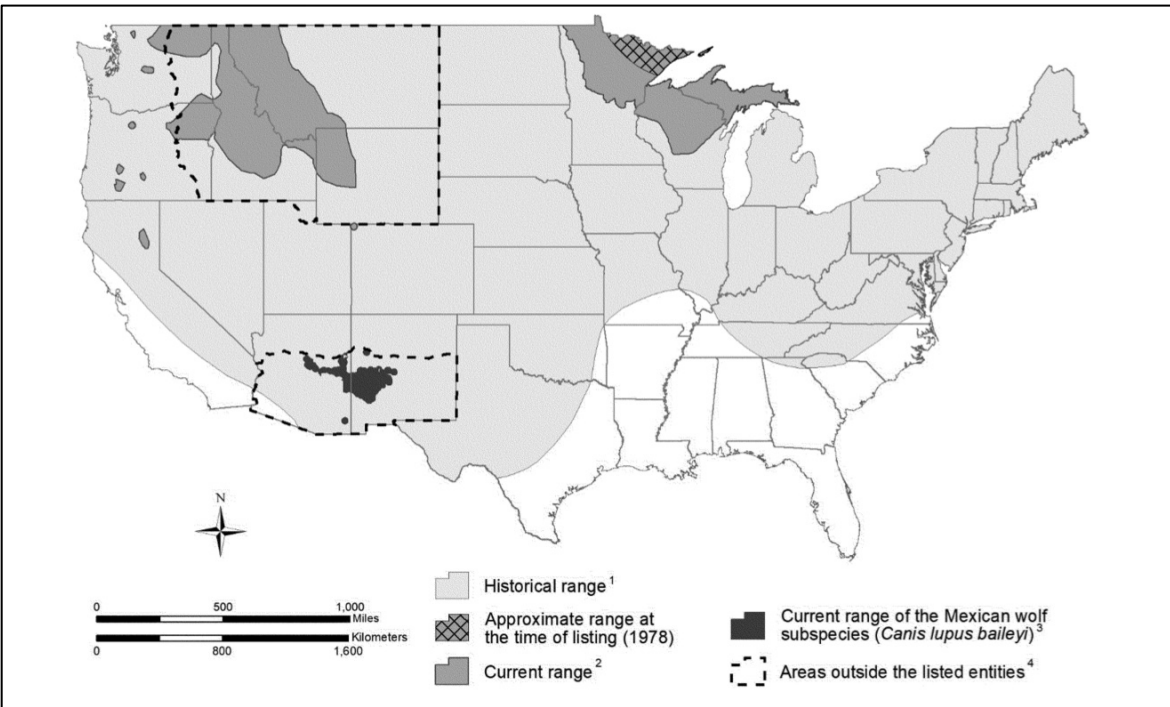 N
0 500 1,000
Miles
Kilometers
0 800 1,600
Historical range 1
Approximate range at
the time of listing (1978)
Current range 2
Current range of the Mexican wolf
subspecies (Canis lupus baileyi) 3
Areas outside the listed entities 4